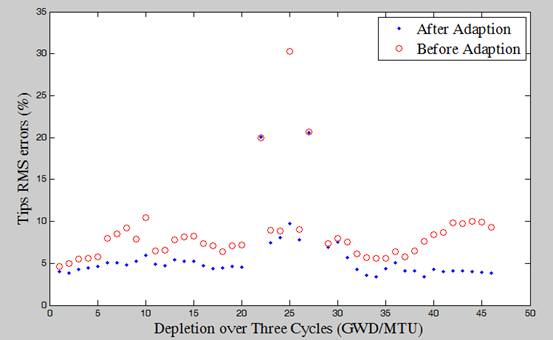 After Adaption
Before Adaption
Tips RMS errors (%)
35
30
25
20
15
10
5
0
0 5 10 15 20 25 30 35 40 45 50
Depletion over Three Cycles (GWD/MTU)